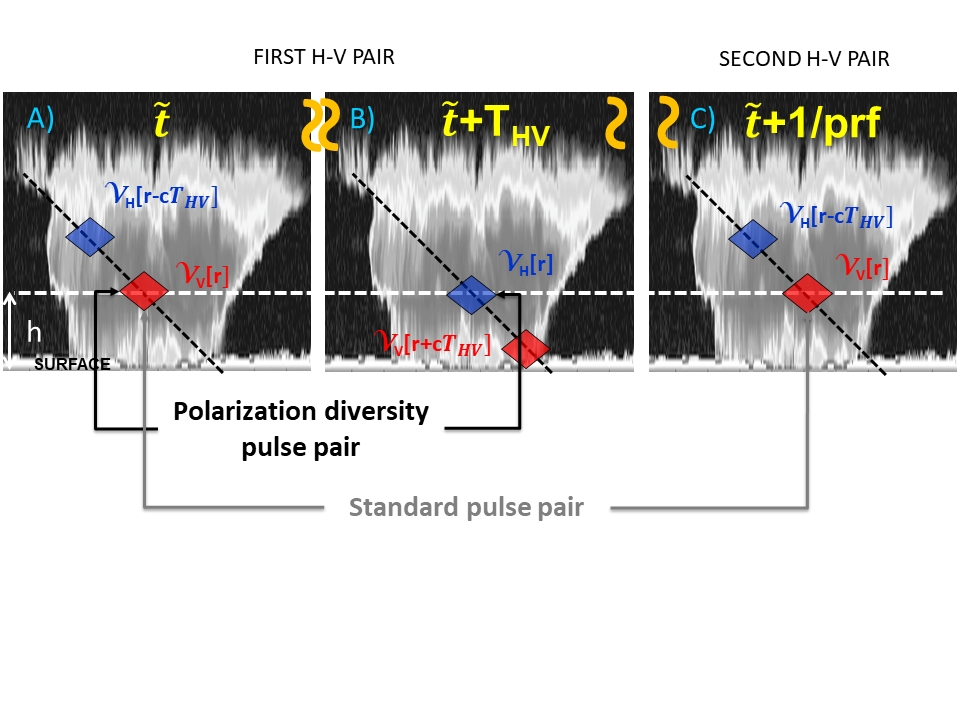 FIRST H-V PAIR
SECOND H-V PAIR
A)
t̃
B)
t̃+T_HV
C)
t̃+1/prf
𝒱_H[r-cT_HV]
𝒱_V[r]
𝒱_H[r]
𝒱_V[r+cT_HV]
𝒱_H[r-cT_HV]
𝒱_V[r]
h
SURFACE
Polarization diversity
pulse pair
Standard pulse pair